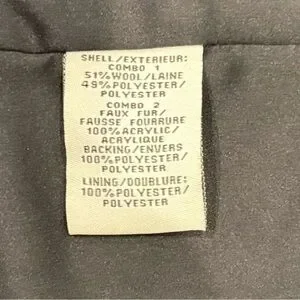 SHELL/EXTERIEUR:
COMBO 1
51%WOOL/LAINE
49%POLYESTER/
POLYESTER
COMBO 2
FAUX FUR/
FAUSSE FOURRURE
100%ACRYLIC/
ACRYLIQUE
BACKING/ENVERS
100%POLYESTER/
POLYESTER
LINING/DOUBLURE:
100%POLYESTER/
POLYESTER